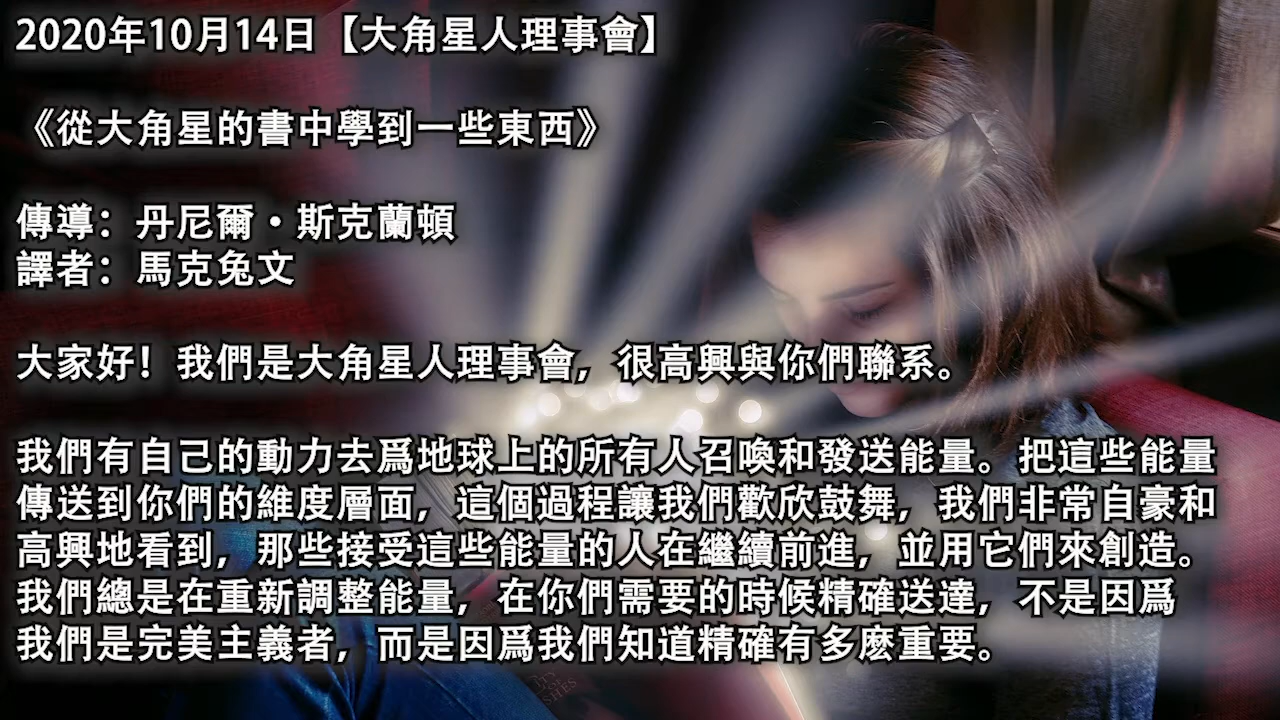 2020年10月14日【大角星人理事會】
《從大角星的書中學到一些東西》
傳導：丹尼爾・斯克蘭頓
譯者：馬克兔文
大家好！我們是大角星人理事會，很高興與你們聯系。
我們有自己的動力去爲地球上的所有人召喚和發送能量。把這些能量
傳送到你們的維度層面，這個過程讓我們歡欣鼓舞，我們非常自豪和
高興地看到，那些接受這些能量的人在繼續前進，並用它們來創造。
我們總是在重新調整能量，在你們需要的時候精確送達，不是因爲
我們是完美主義者，而是因爲我們知道精確有多麽重要。